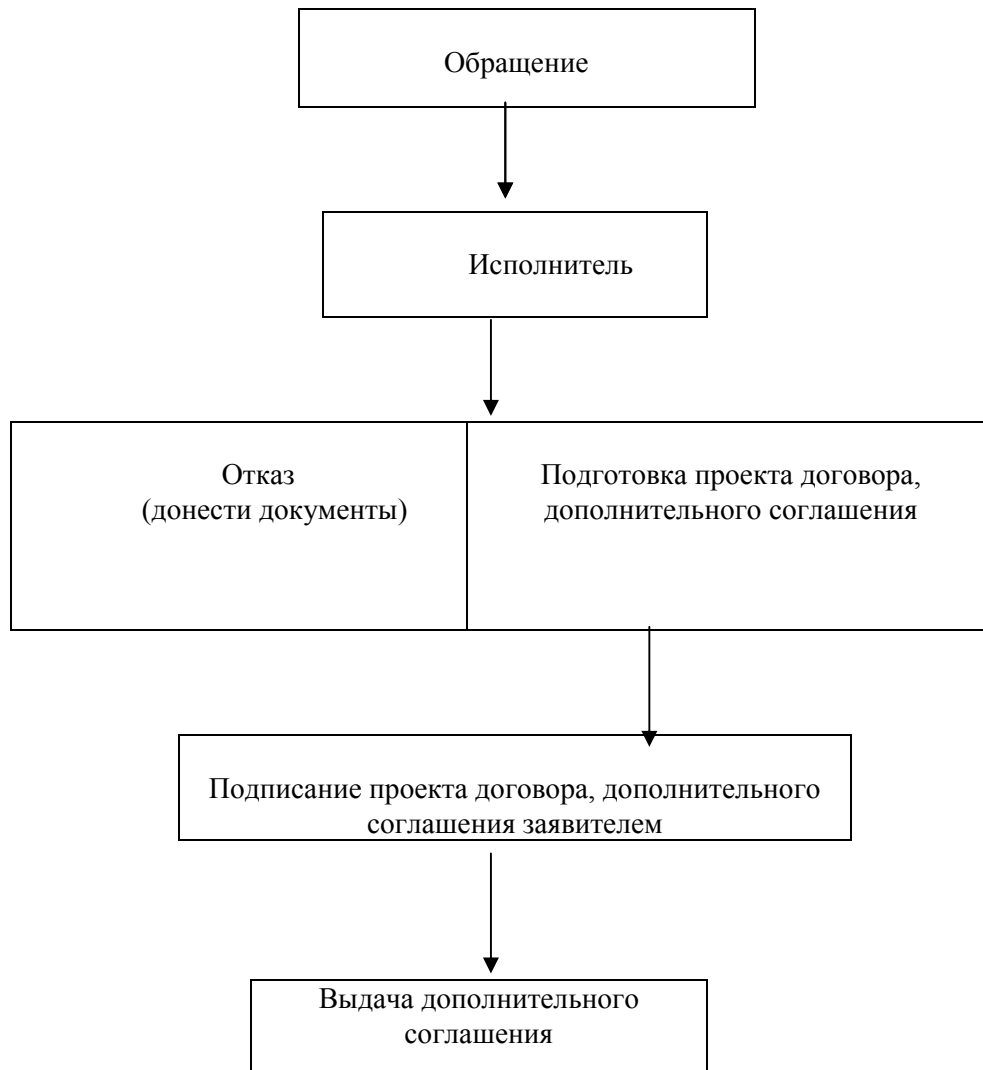 Обращение
Исполнитель
Отказ
(донести документы)
Подготовка проекта договора,
дополнительного соглашения
Подписание проекта договора, дополнительного
соглашения заявителем
Выдача дополнительного
соглашения